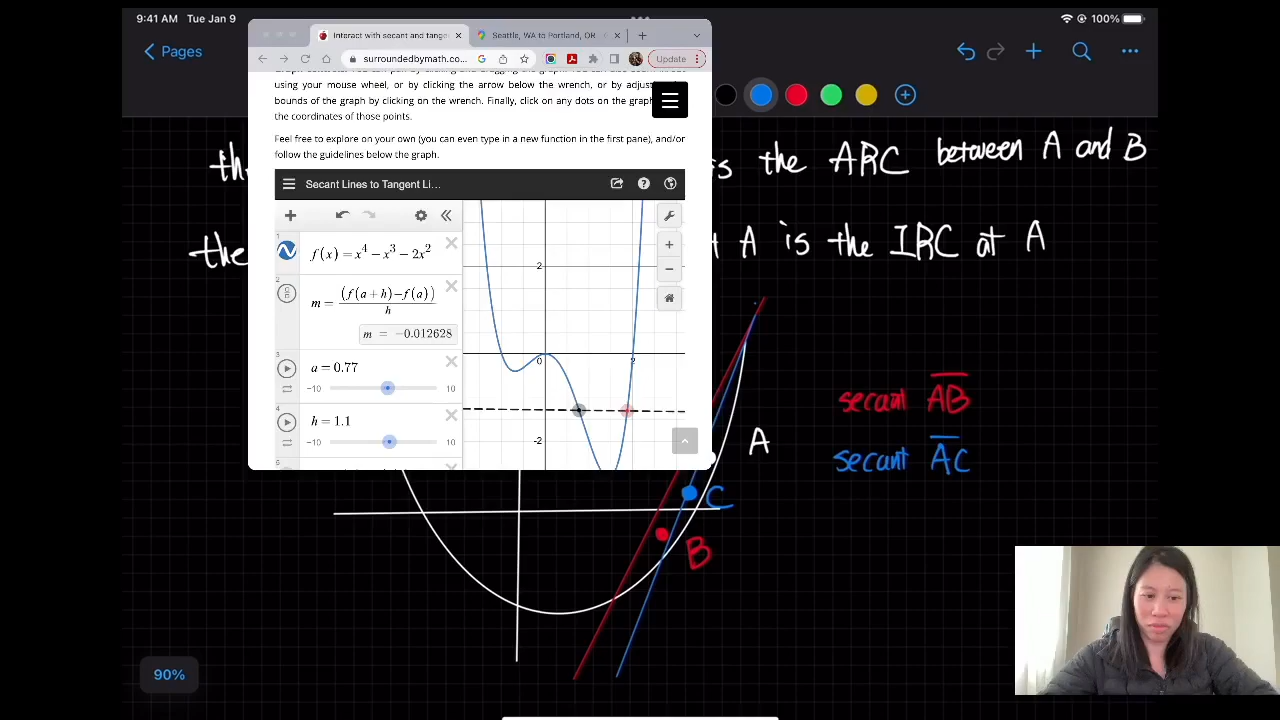 9:41 AM Tue Jan 9
100%
Pages
Interact with secant and tange
Seattle, WA to Portland, OR
surroundedbymath.co...
Update
using your mouse wheel, or by clicking the arrow below the wrench, or by adjust
bounds of the graph by clicking on the wrench. Finally, click on any dots on the graph
the coordinates of those points.
Feel free to explore on your own (you can even type in a new function in the first pane), and/or
follow the guidelines below the graph.
Secant Lines to Tangent Li...
1
f(x) = x⁴ − x³ − 2x²
2
m = (f(a + h) − f(a)) / h
m = −0.012628
3
a = 0.77
-10 10
4
h = 1.1
-10 10
2
0 2
-2
the ARC between A and B
the A is the IRC at A
secant AB
secant AC
A
C
B
90%